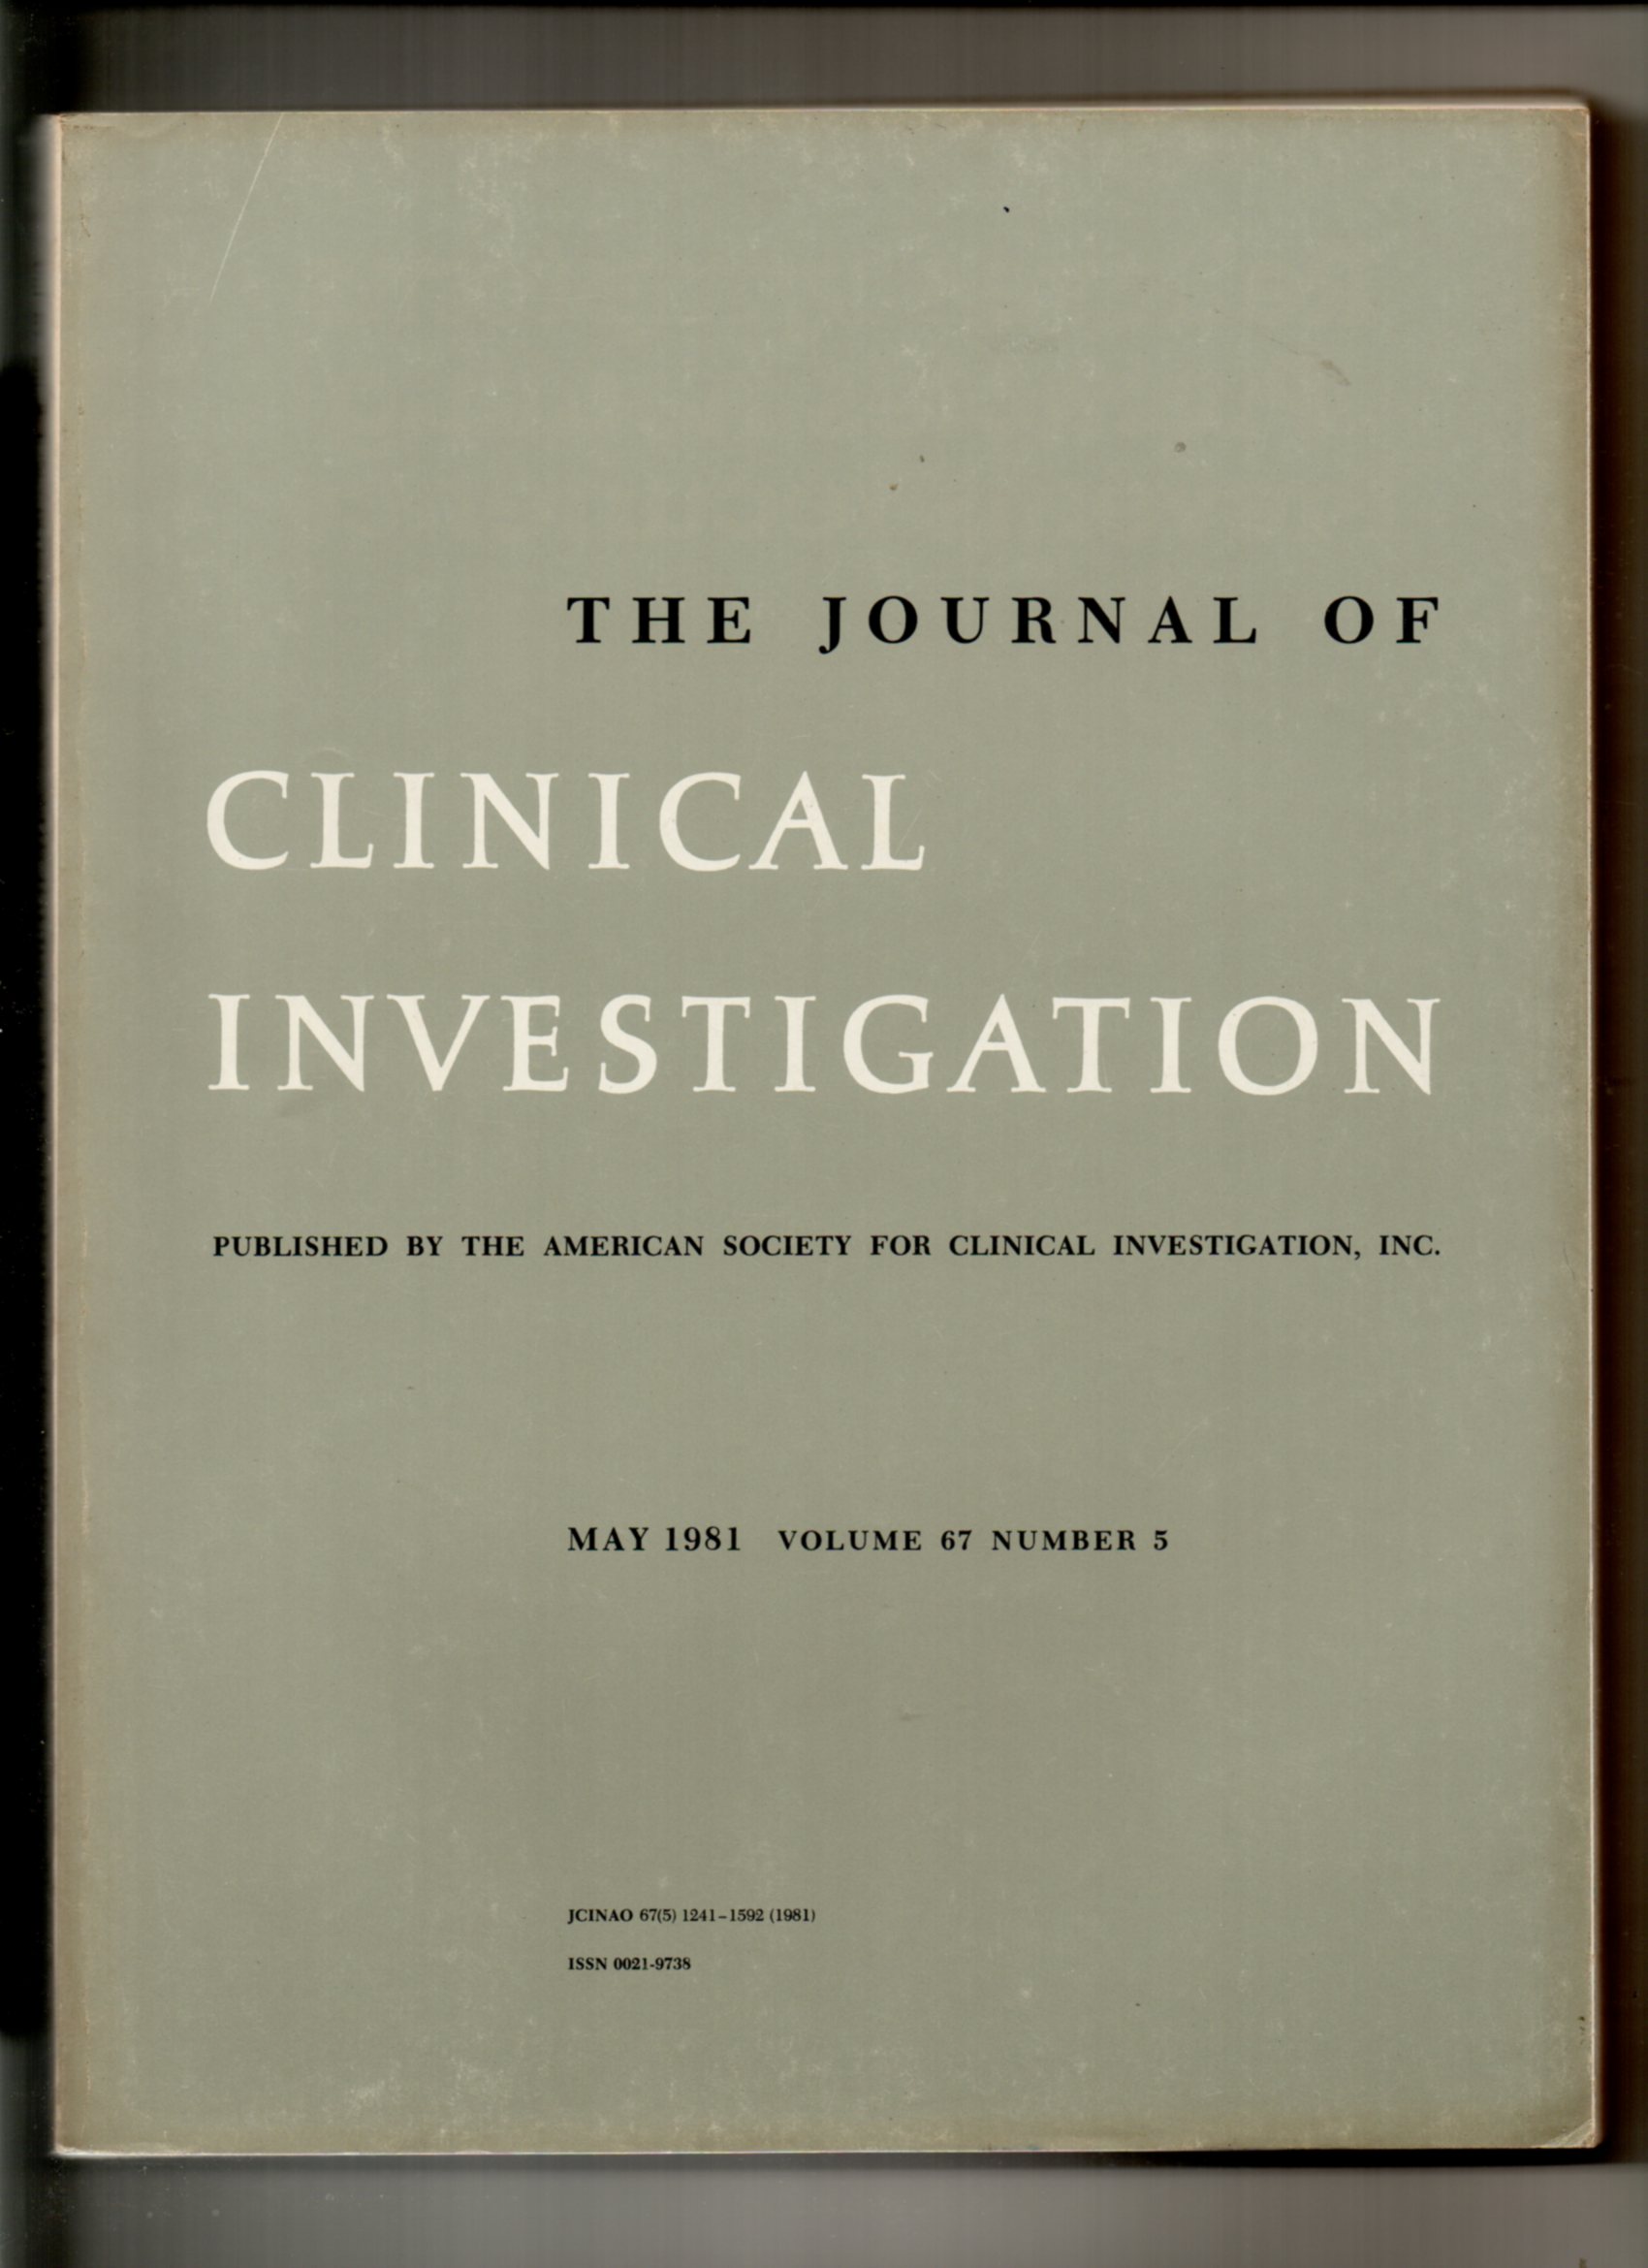 THE JOURNAL OF
CLINICAL
INVESTIGATION
PUBLISHED BY THE AMERICAN SOCIETY FOR CLINICAL INVESTIGATION, INC.
MAY 1981 VOLUME 67 NUMBER 5
JCINAO 67(5) 1241–1592 (1981)
ISSN 0021-9738